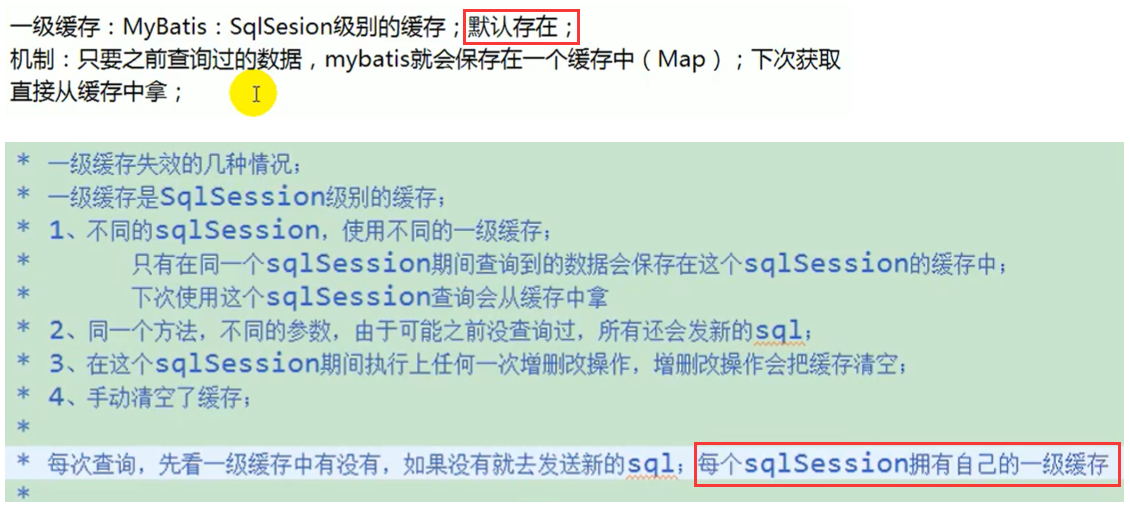 一级缓存：MyBatis：SqlSesion级别的缓存；默认存在；
机制：只要之前查询过的数据，mybatis就会保存在一个缓存中（Map）；下次获取
直接从缓存中拿；
* 一级缓存失效的几种情况；
* 一级缓存是SqlSession级别的缓存；
* 1、不同的sqlSession，使用不同的一级缓存；
* 只有在同一个sqlSession期间查询到的数据会保存在这个sqlSession的缓存中；
* 下次使用这个sqlSession查询会从缓存中拿
* 2、同一个方法，不同的参数，由于可能之前没查询过，所有还会发新的sql；
* 3、在这个sqlSession期间执行上任何一次增删改操作，增删改操作会把缓存清空；
* 4、手动清空了缓存；
*
* 每次查询，先看一级缓存中有没有，如果没有就去发送新的sql；每个sqlSession拥有自己的一级缓存
*